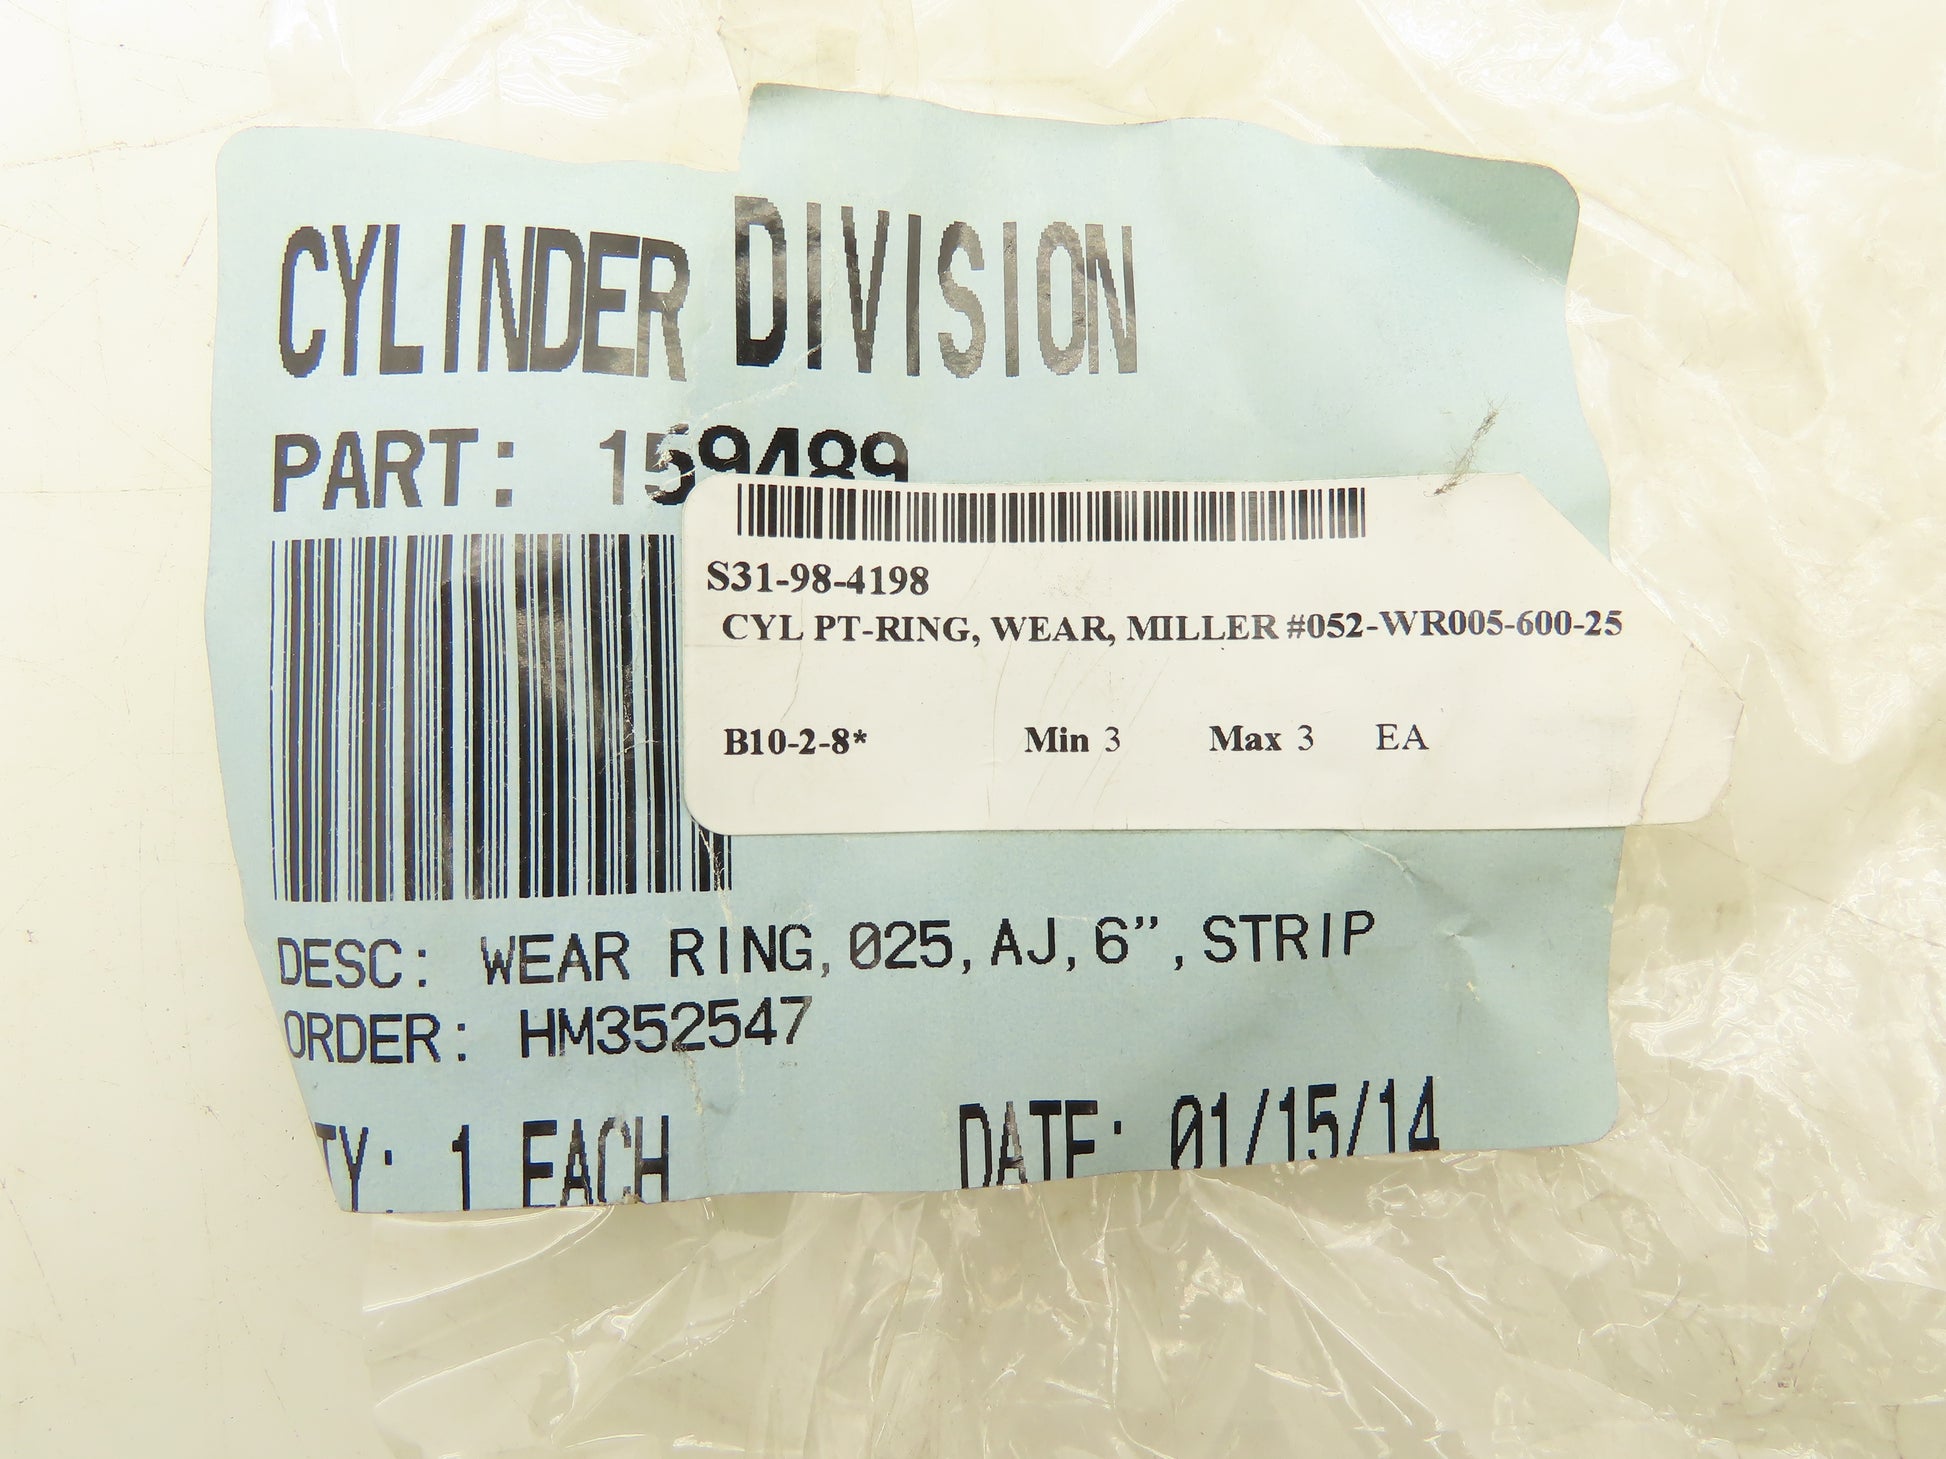 CYLINDER DIVISION
PART: 159489
S31-98-4198
CYL PT-RING, WEAR, MILLER #052-WR005-600-25
B10-2-8* Min 3 Max 3 EA
DESC: WEAR RING,025,AJ,6”,STRIP
ORDER: HM352547
TY: 1 EACH DATE: 01/15/14